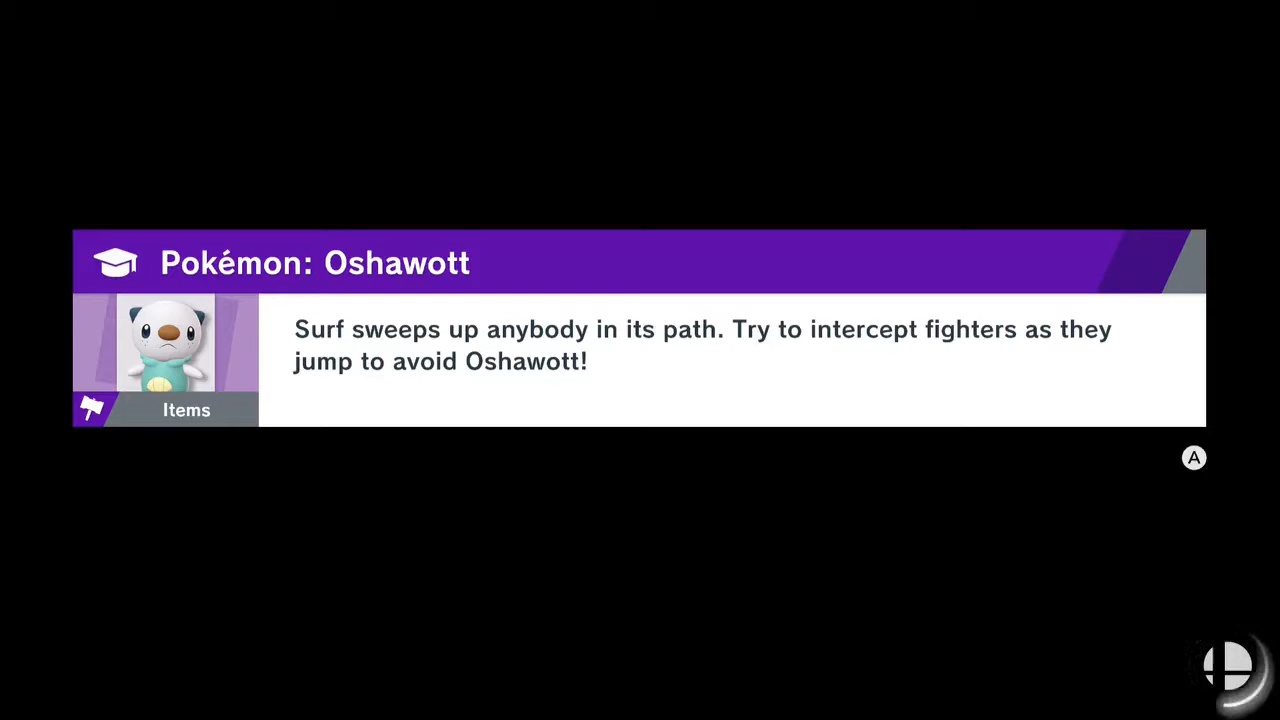 Pokémon: Oshawott
Surf sweeps up anybody in its path. Try to intercept fighters as they
jump to avoid Oshawott!
Items
A